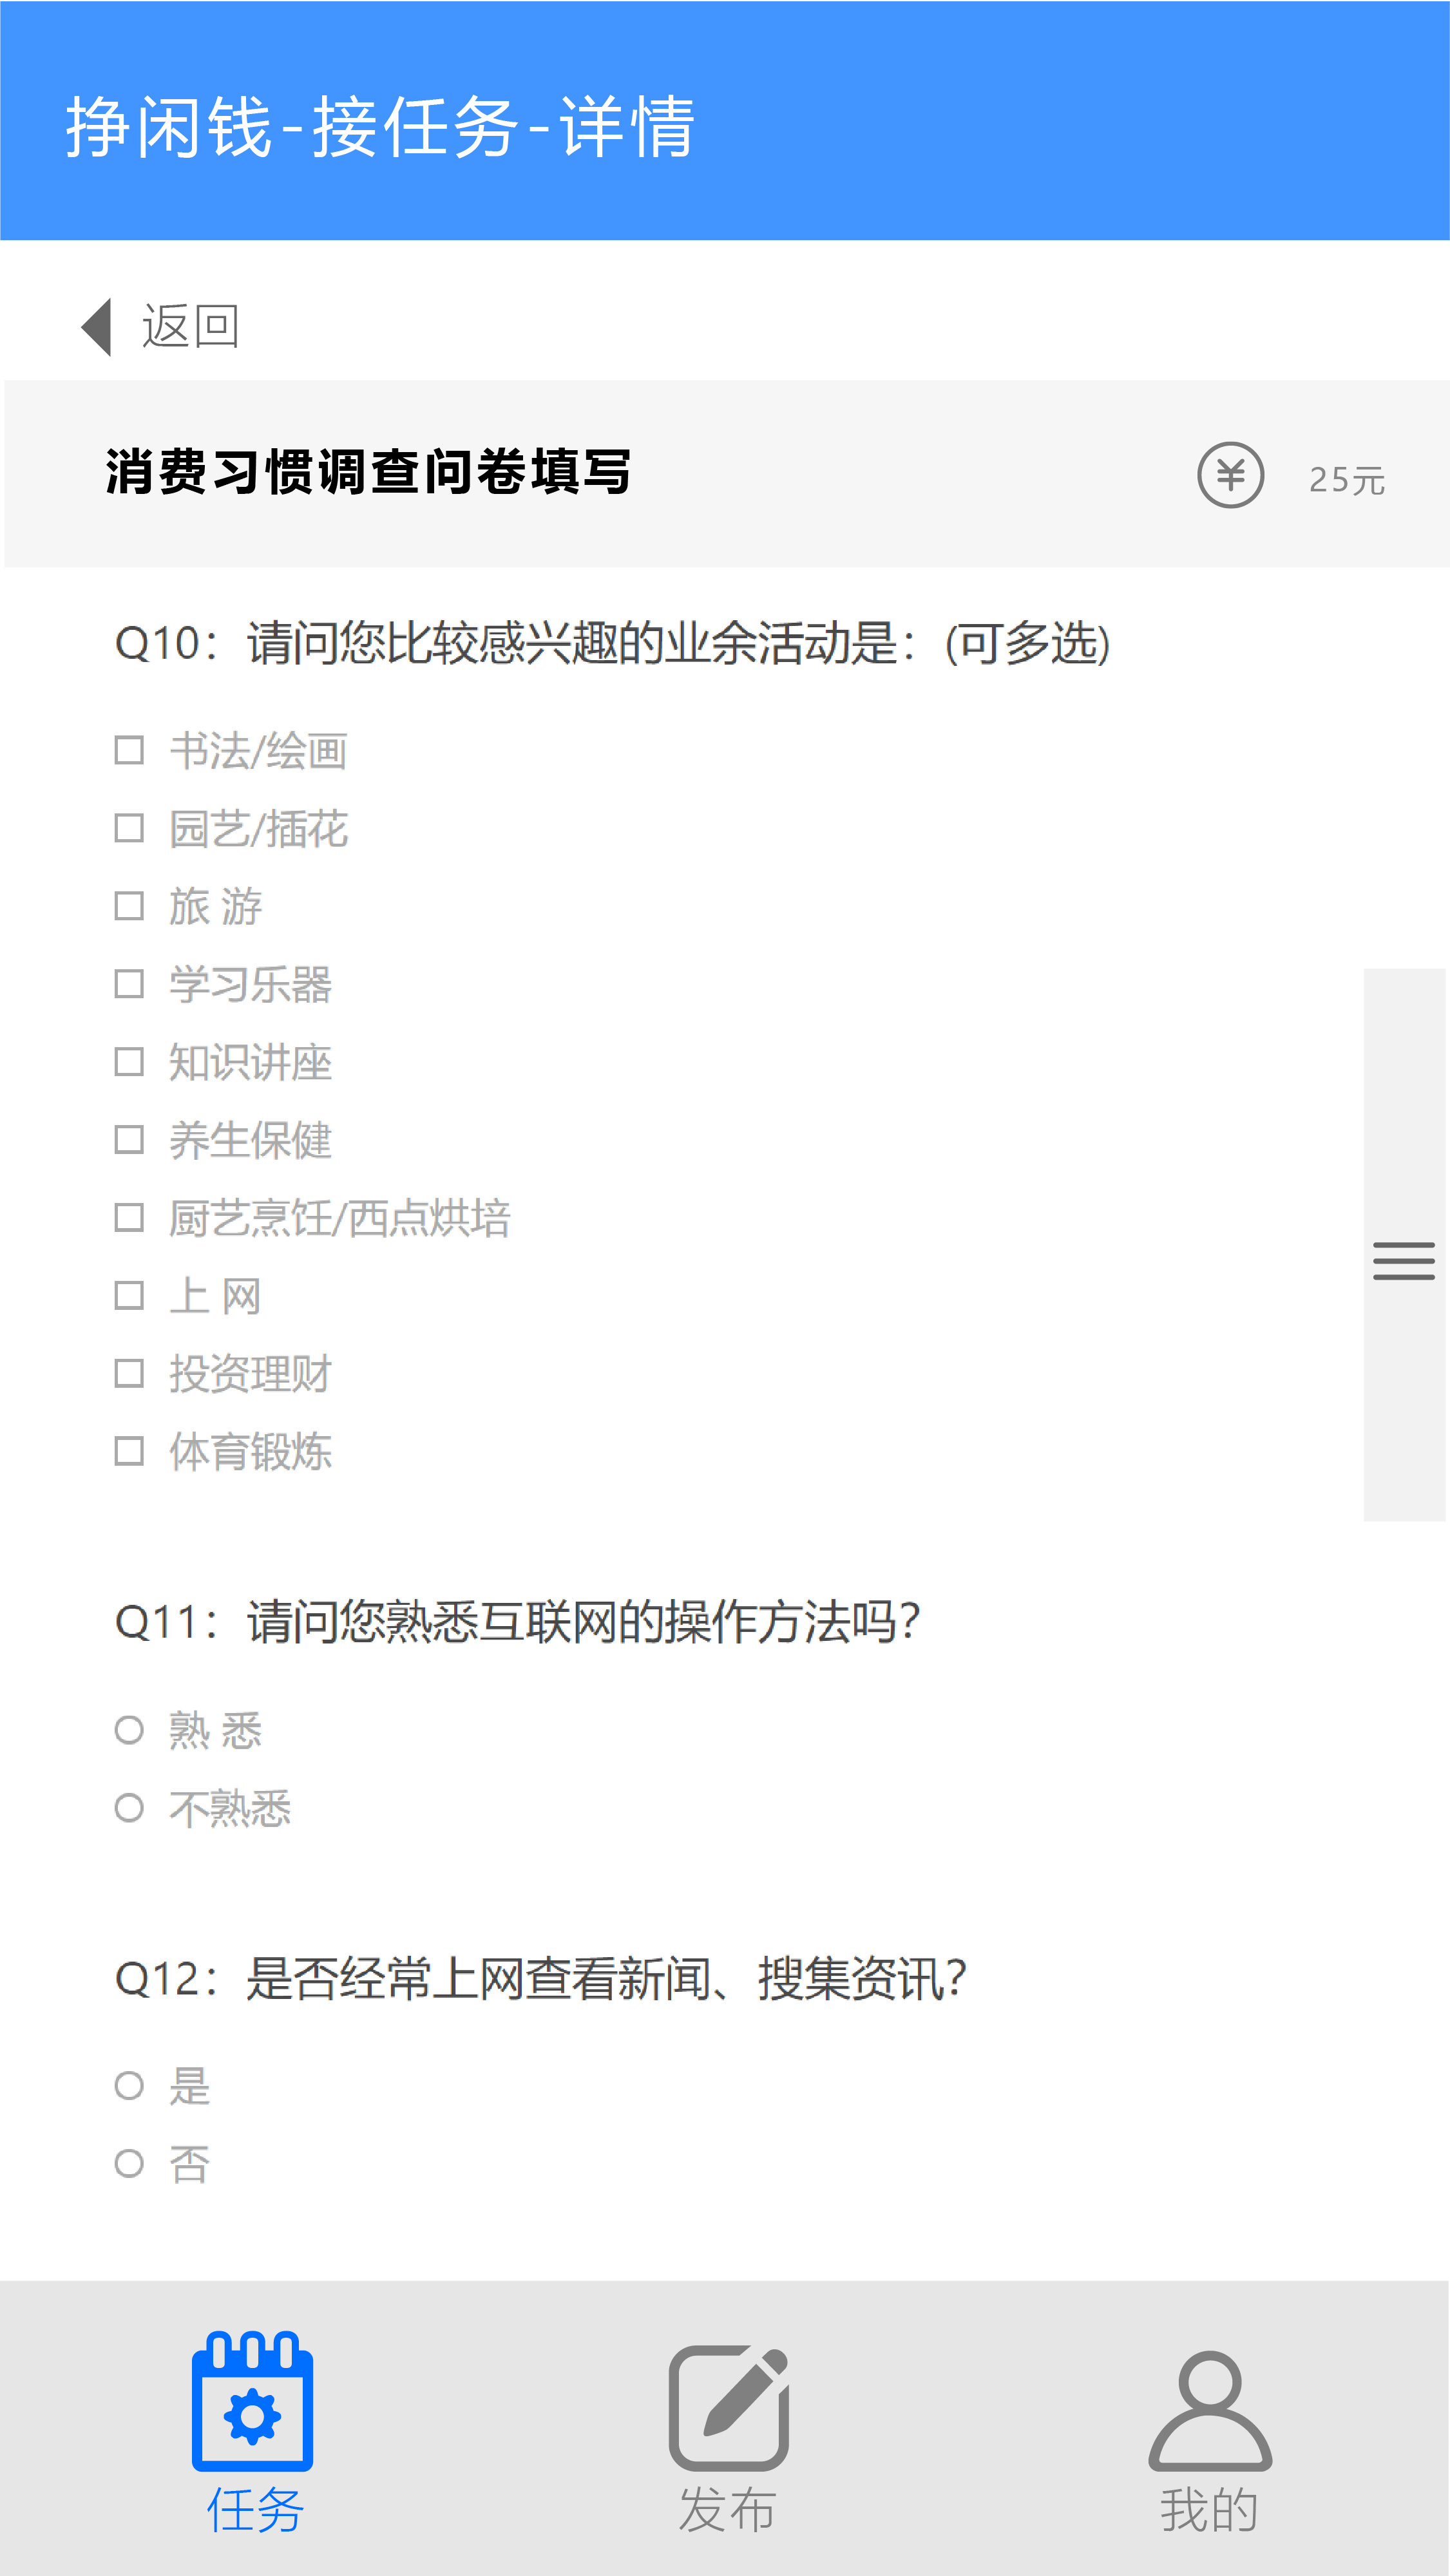 挣闲钱-接任务-详情
返回
消费习惯调查问卷填写
¥ 25元
Q10：请问您比较感兴趣的业余活动是：(可多选)
书法/绘画
园艺/插花
旅 游
学习乐器
知识讲座
养生保健
厨艺烹饪/西点烘培
上 网
投资理财
体育锻炼
Q11：请问您熟悉互联网的操作方法吗？
熟 悉
不熟悉
Q12：是否经常上网查看新闻、搜集资讯？
是
否
任务 发布 我的